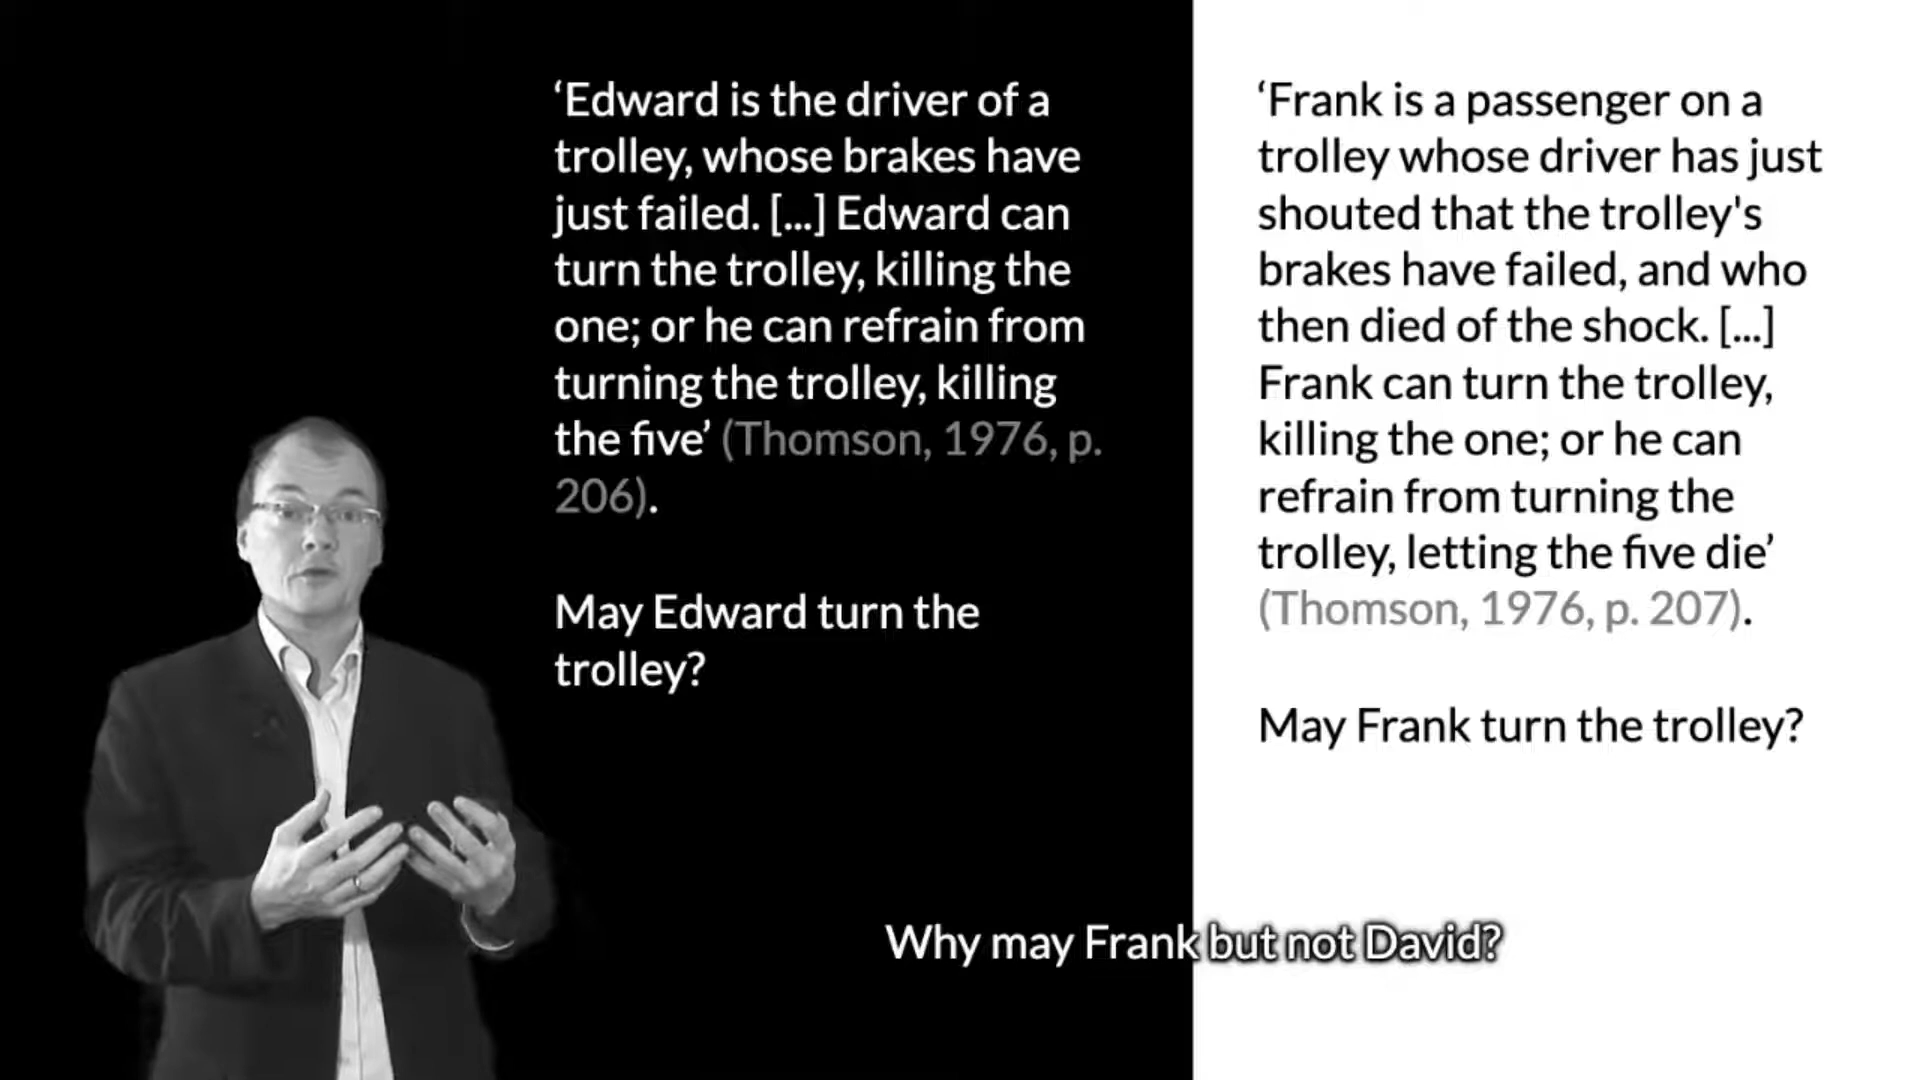 ‘Edward is the driver of a
trolley, whose brakes have
just failed. [...] Edward can
turn the trolley, killing the
one; or he can refrain from
turning the trolley, killing
the five’ (Thomson, 1976, p.
206).
May Edward turn the
trolley?
‘Frank is a passenger on a
trolley whose driver has just
shouted that the trolley's
brakes have failed, and who
then died of the shock. [...]
Frank can turn the trolley,
killing the one; or he can
refrain from turning the
trolley, letting the five die’
(Thomson, 1976, p. 207).
May Frank turn the trolley?
Why may Frank but not David?